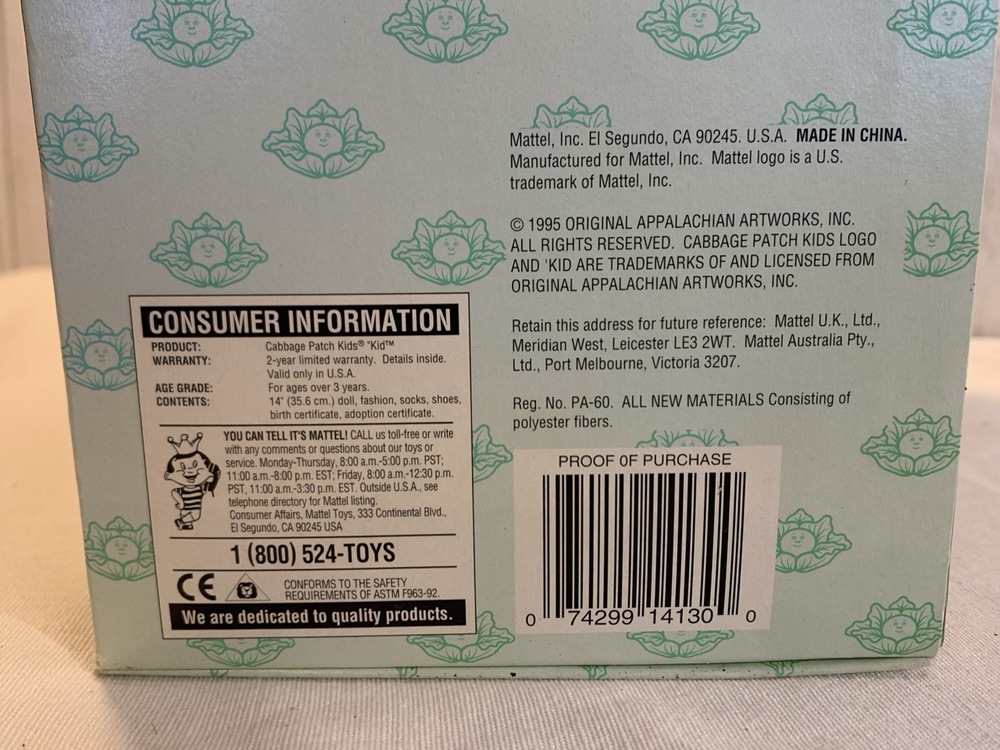 Mattel, Inc. El Segundo, CA 90245. U.S.A. MADE IN CHINA.
Manufactured for Mattel, Inc. Mattel logo is a U.S.
trademark of Mattel, Inc.
© 1995 ORIGINAL APPALACHIAN ARTWORKS, INC.
ALL RIGHTS RESERVED. CABBAGE PATCH KIDS LOGO
AND 'KID ARE TRADEMARKS OF AND LICENSED FROM
ORIGINAL APPALACHIAN ARTWORKS, INC.
Retain this address for future reference: Mattel U.K., Ltd.,
Meridian West, Leicester LE3 2WT. Mattel Australia Pty.,
Ltd., Port Melbourne, Victoria 3207.
Reg. No. PA-60. ALL NEW MATERIALS Consisting of
polyester fibers.
CONSUMER INFORMATION
PRODUCT: Cabbage Patch Kids® 'Kid™
WARRANTY: 2-year limited warranty. Details inside.
Valid only in U.S.A.
AGE GRADE: For ages over 3 years.
CONTENTS: 14" (35.6 cm.) doll, fashion, socks, shoes,
birth certificate, adoption certificate.
YOU CAN TELL IT'S MATTEL! CALL us toll-free or write
with any comments or questions about our toys or
service. Monday-Thursday, 8:00 a.m.-5:00 p.m. PST;
11:00 a.m.-8:00 p.m. EST; Friday, 8:00 a.m.-12:30 p.m.
PST, 11:00 a.m.-3:30 p.m. EST. Outside U.S.A., see
telephone directory for Mattel listing.
Consumer Affairs, Mattel Toys, 333 Continental Blvd.,
El Segundo, CA 90245 USA
1 (800) 524-TOYS
CE CONFORMS TO THE SAFETY
REQUIREMENTS OF ASTM F963-92.
We are dedicated to quality products.
PROOF OF PURCHASE
0 74299 14130 0